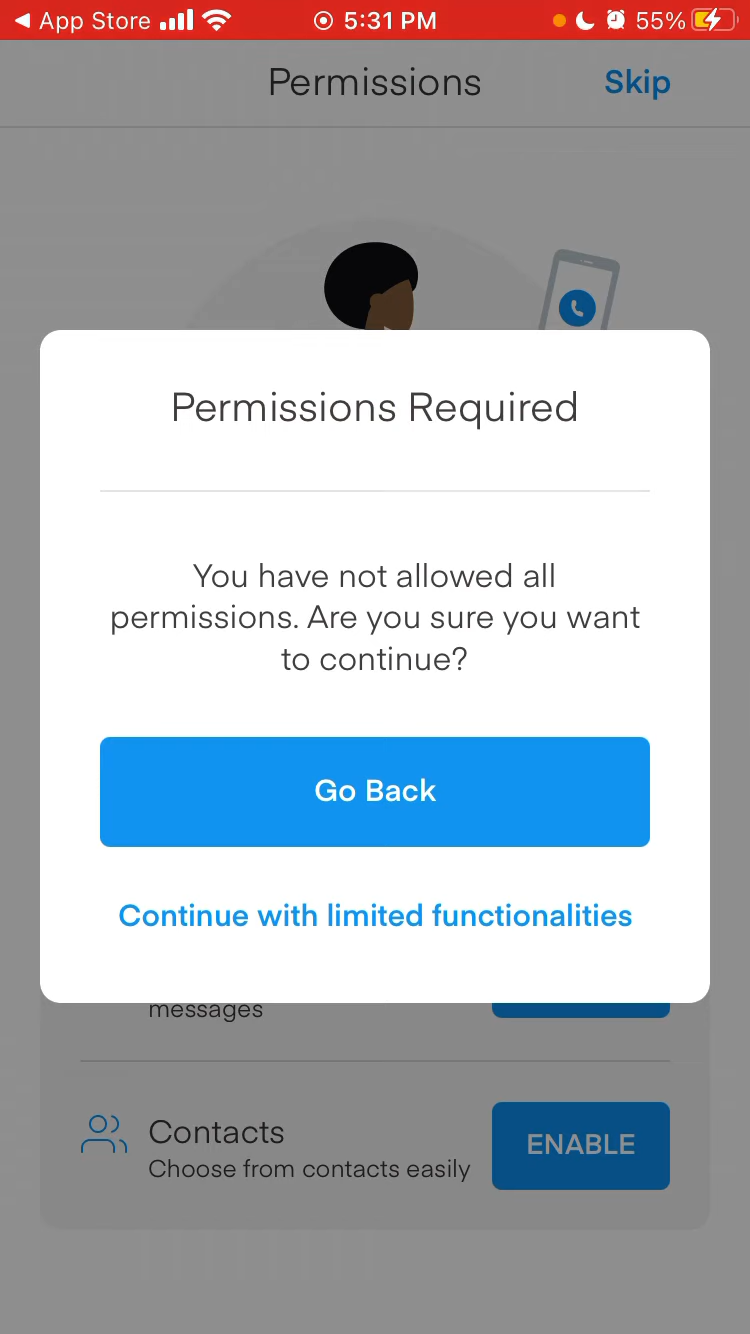 App Store 5:31 PM 55%
Permissions Skip
Permissions Required
You have not allowed all
permissions. Are you sure you want
to continue?
Go Back
Continue with limited functionalities
messages
Contacts
Choose from contacts easily
ENABLE